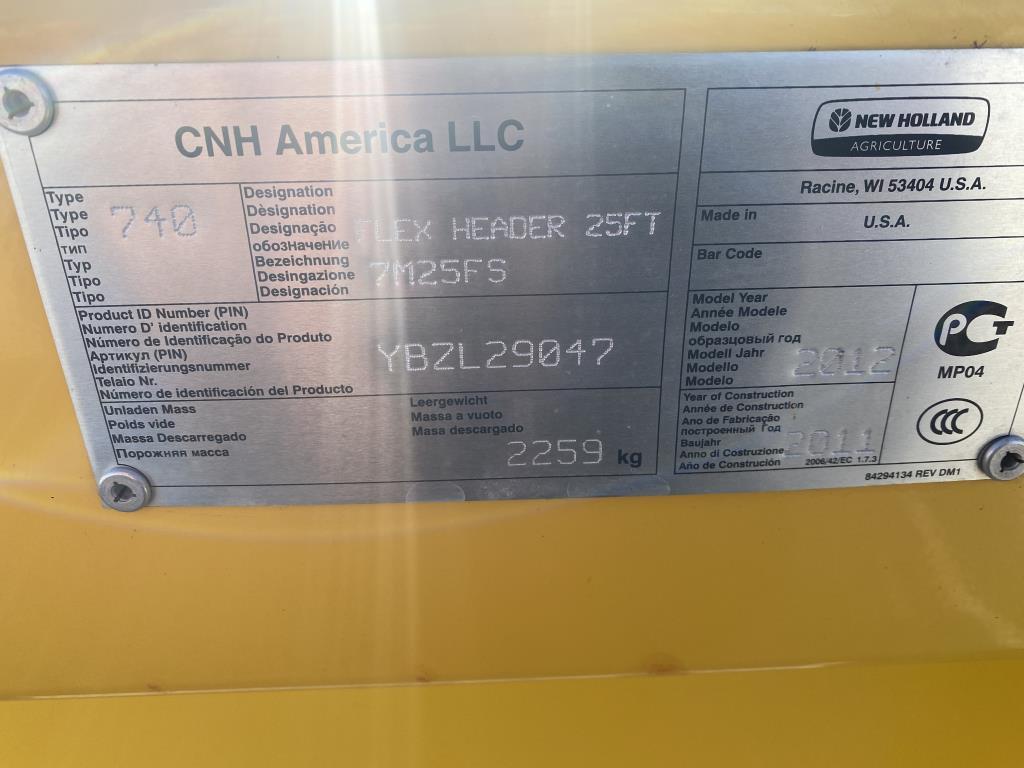 CNH America LLC
NEW HOLLAND
AGRICULTURE
Racine, WI 53404 U.S.A.
Made in
U.S.A.
Bar Code
Type
Type
Tipo
тип
Typ
Tipo
Tipo
740
Designation
Dèsignation
Designação
обоЗНаЧеНИе
Bezeichnung
Desingazione
Designación
FLEX HEADER 25FT
7M25FS
Product ID Number (PIN)
Numero D' identification
Número de Identificação do Produto
Артикул (PIN)
Identifizierungsnummer
Telaio Nr.
Número de identificación del Producto
YBZL29047
Unladen Mass
Poids vide
Massa Descarregado
Порожняя масса
Leergewicht
Massa a vuoto
Masa descargado
2259 kg
Model Year
Année Modele
Modelo
образцовый год
Modell Jahr
Modello
Modelo
2012
Year of Construction
Année de Construction
Ano de Fabricação
построенный Год
Baujahr
Anno di Costruzione
Año de Construción
2011
2006/42/EC 1.7.3
РСТ
MP04
CCC
84294134 REV DM1